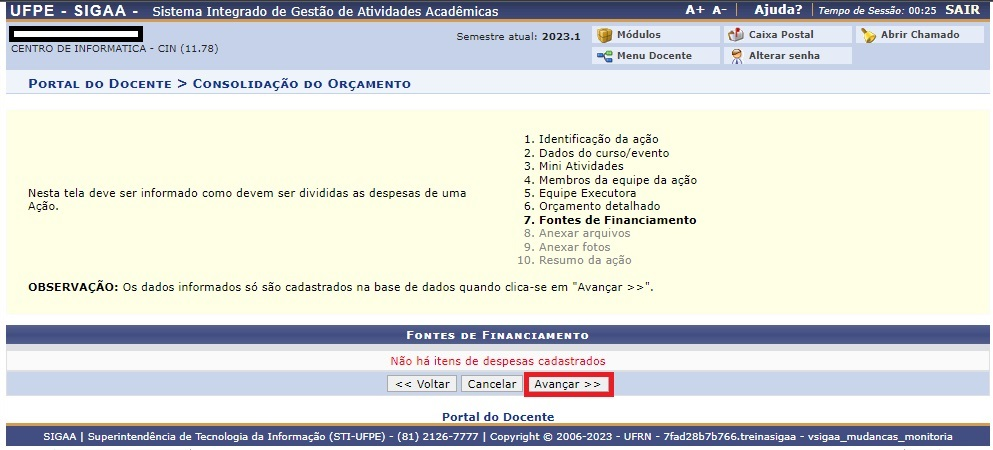 UFPE - SIGAA - Sistema Integrado de Gestão de Atividades Acadêmicas A+ A- Ajuda? Tempo de Sessão: 00:25 SAIR
CENTRO DE INFORMATICA - CIN (11.78)
Semestre atual: 2023.1
Módulos Caixa Postal Abrir Chamado
Menu Docente Alterar senha
PORTAL DO DOCENTE > CONSOLIDAÇÃO DO ORÇAMENTO
Nesta tela deve ser informado como devem ser divididas as despesas de uma
Ação.
1. Identificação da ação
2. Dados do curso/evento
3. Mini Atividades
4. Membros da equipe da ação
5. Equipe Executora
6. Orçamento detalhado
7. Fontes de Financiamento
8. Anexar arquivos
9. Anexar fotos
10. Resumo da ação
OBSERVAÇÃO: Os dados informados só são cadastrados na base de dados quando clica-se em "Avançar >>".
FONTES DE FINANCIAMENTO
Não há itens de despesas cadastrados
<< Voltar Cancelar Avançar >>
Portal do Docente
SIGAA | Superintendência de Tecnologia da Informação (STI-UFPE) - (81) 2126-7777 | Copyright © 2006-2023 - UFRN - 7fad28b7b766.treinasigaa - vsigaa_mudancas_monitoria